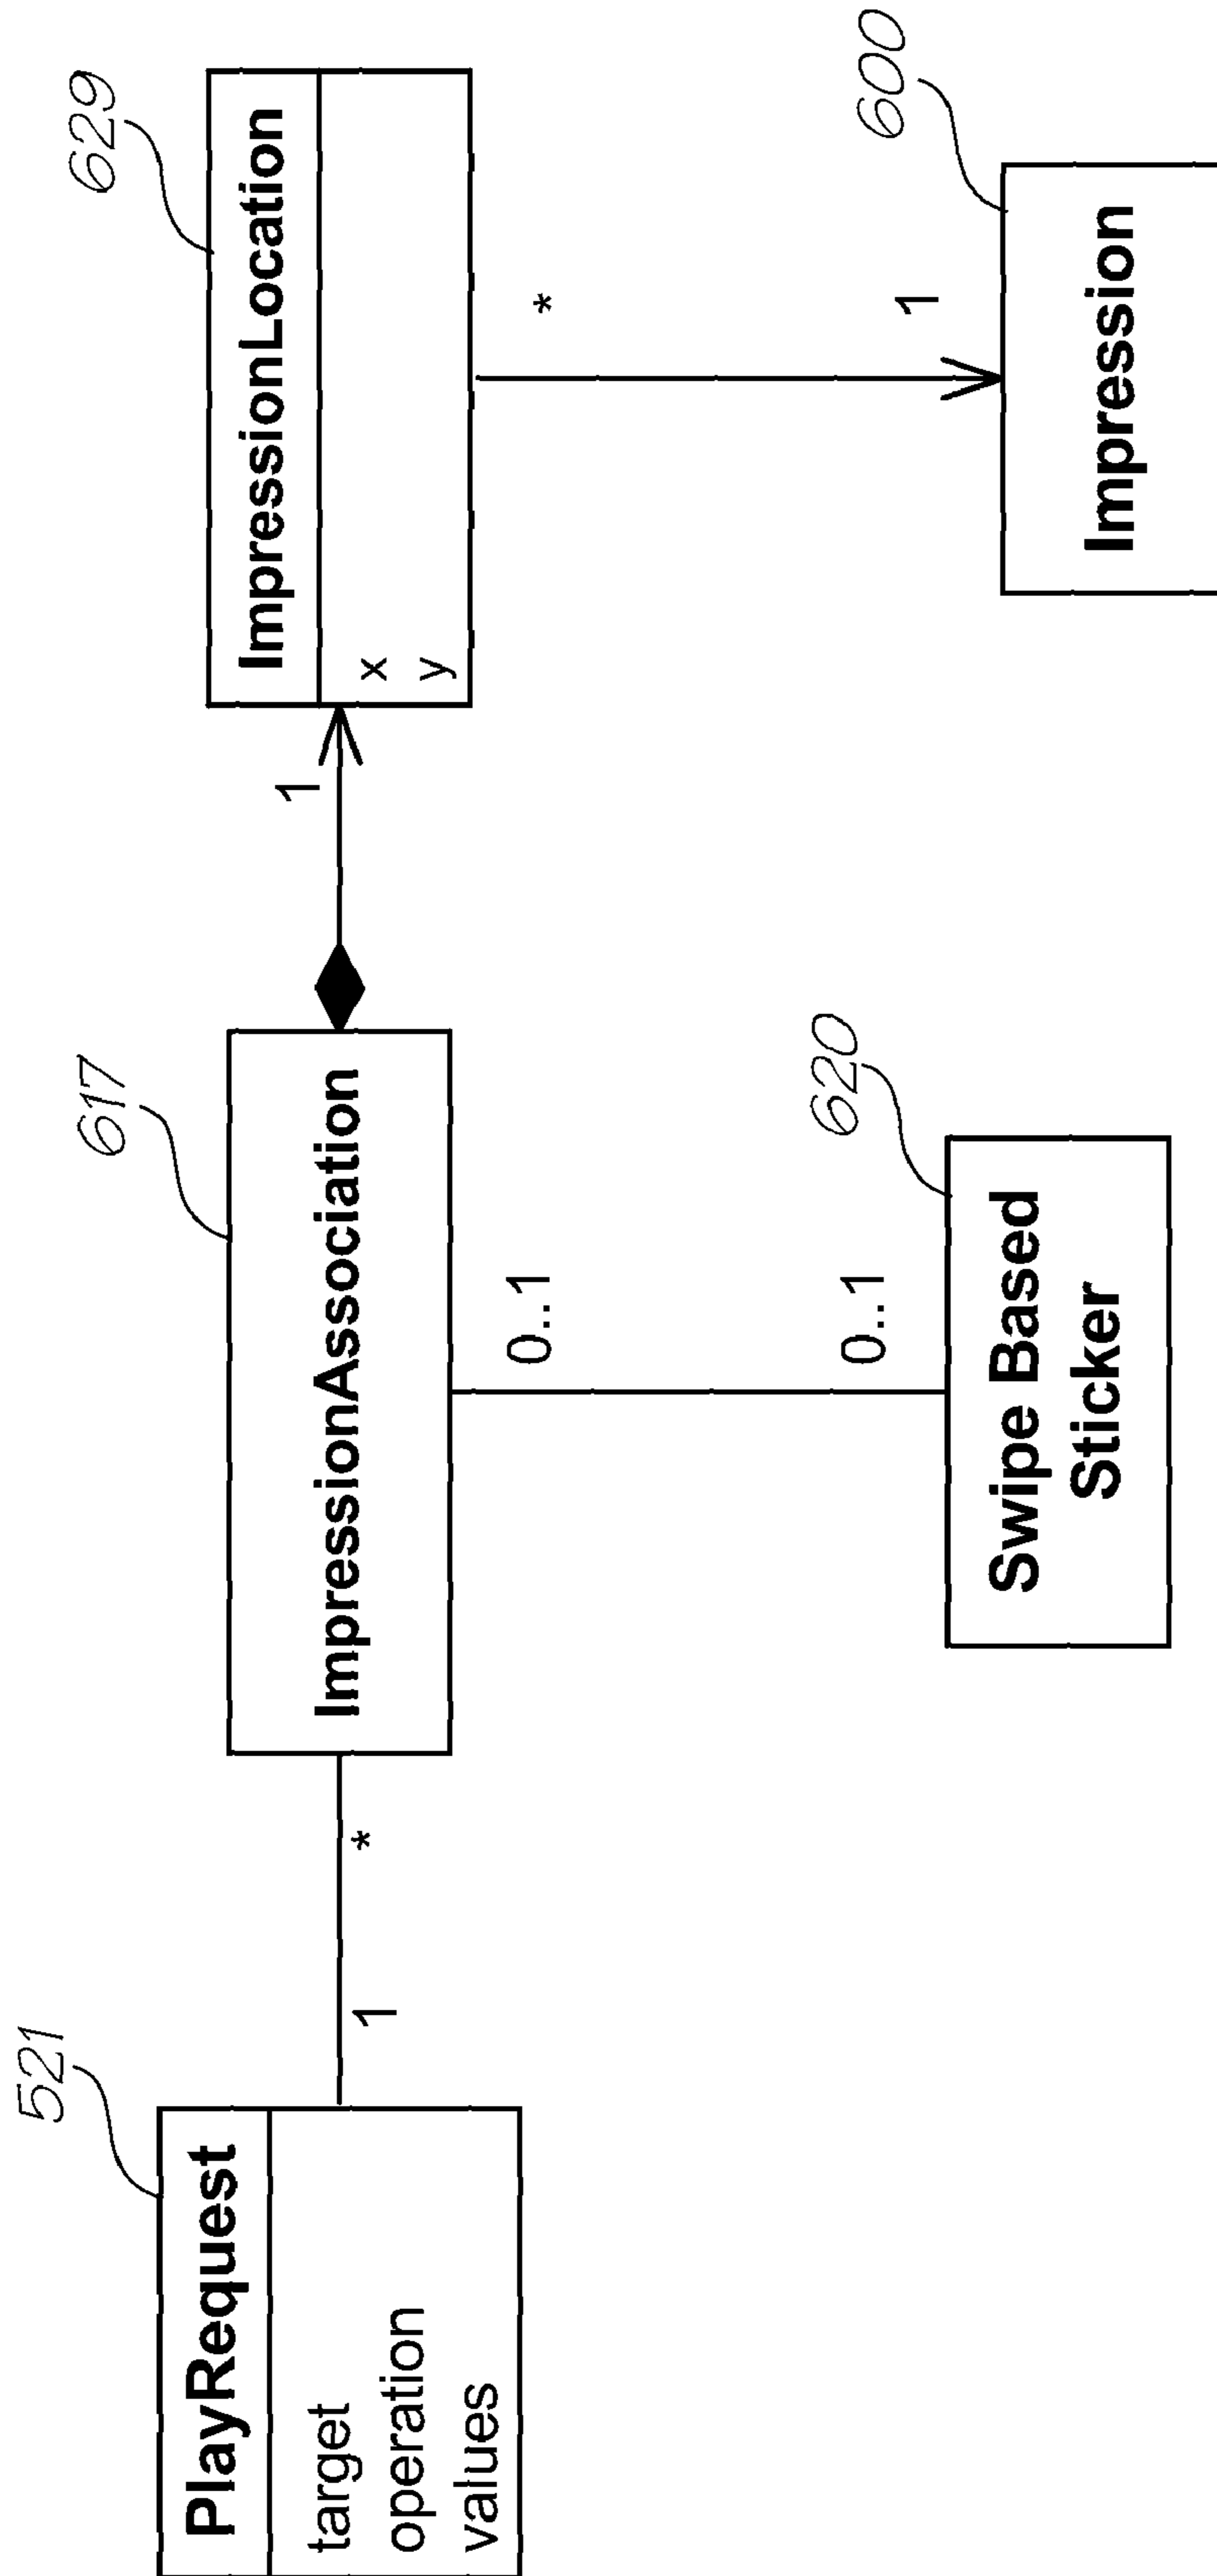 521
PlayRequest
target
operation
values
1
*
617
ImpressionAssociation
1
629
ImpressionLocation
x
y
0..1
0..1
620
Swipe Based
Sticker
*
1
600
Impression